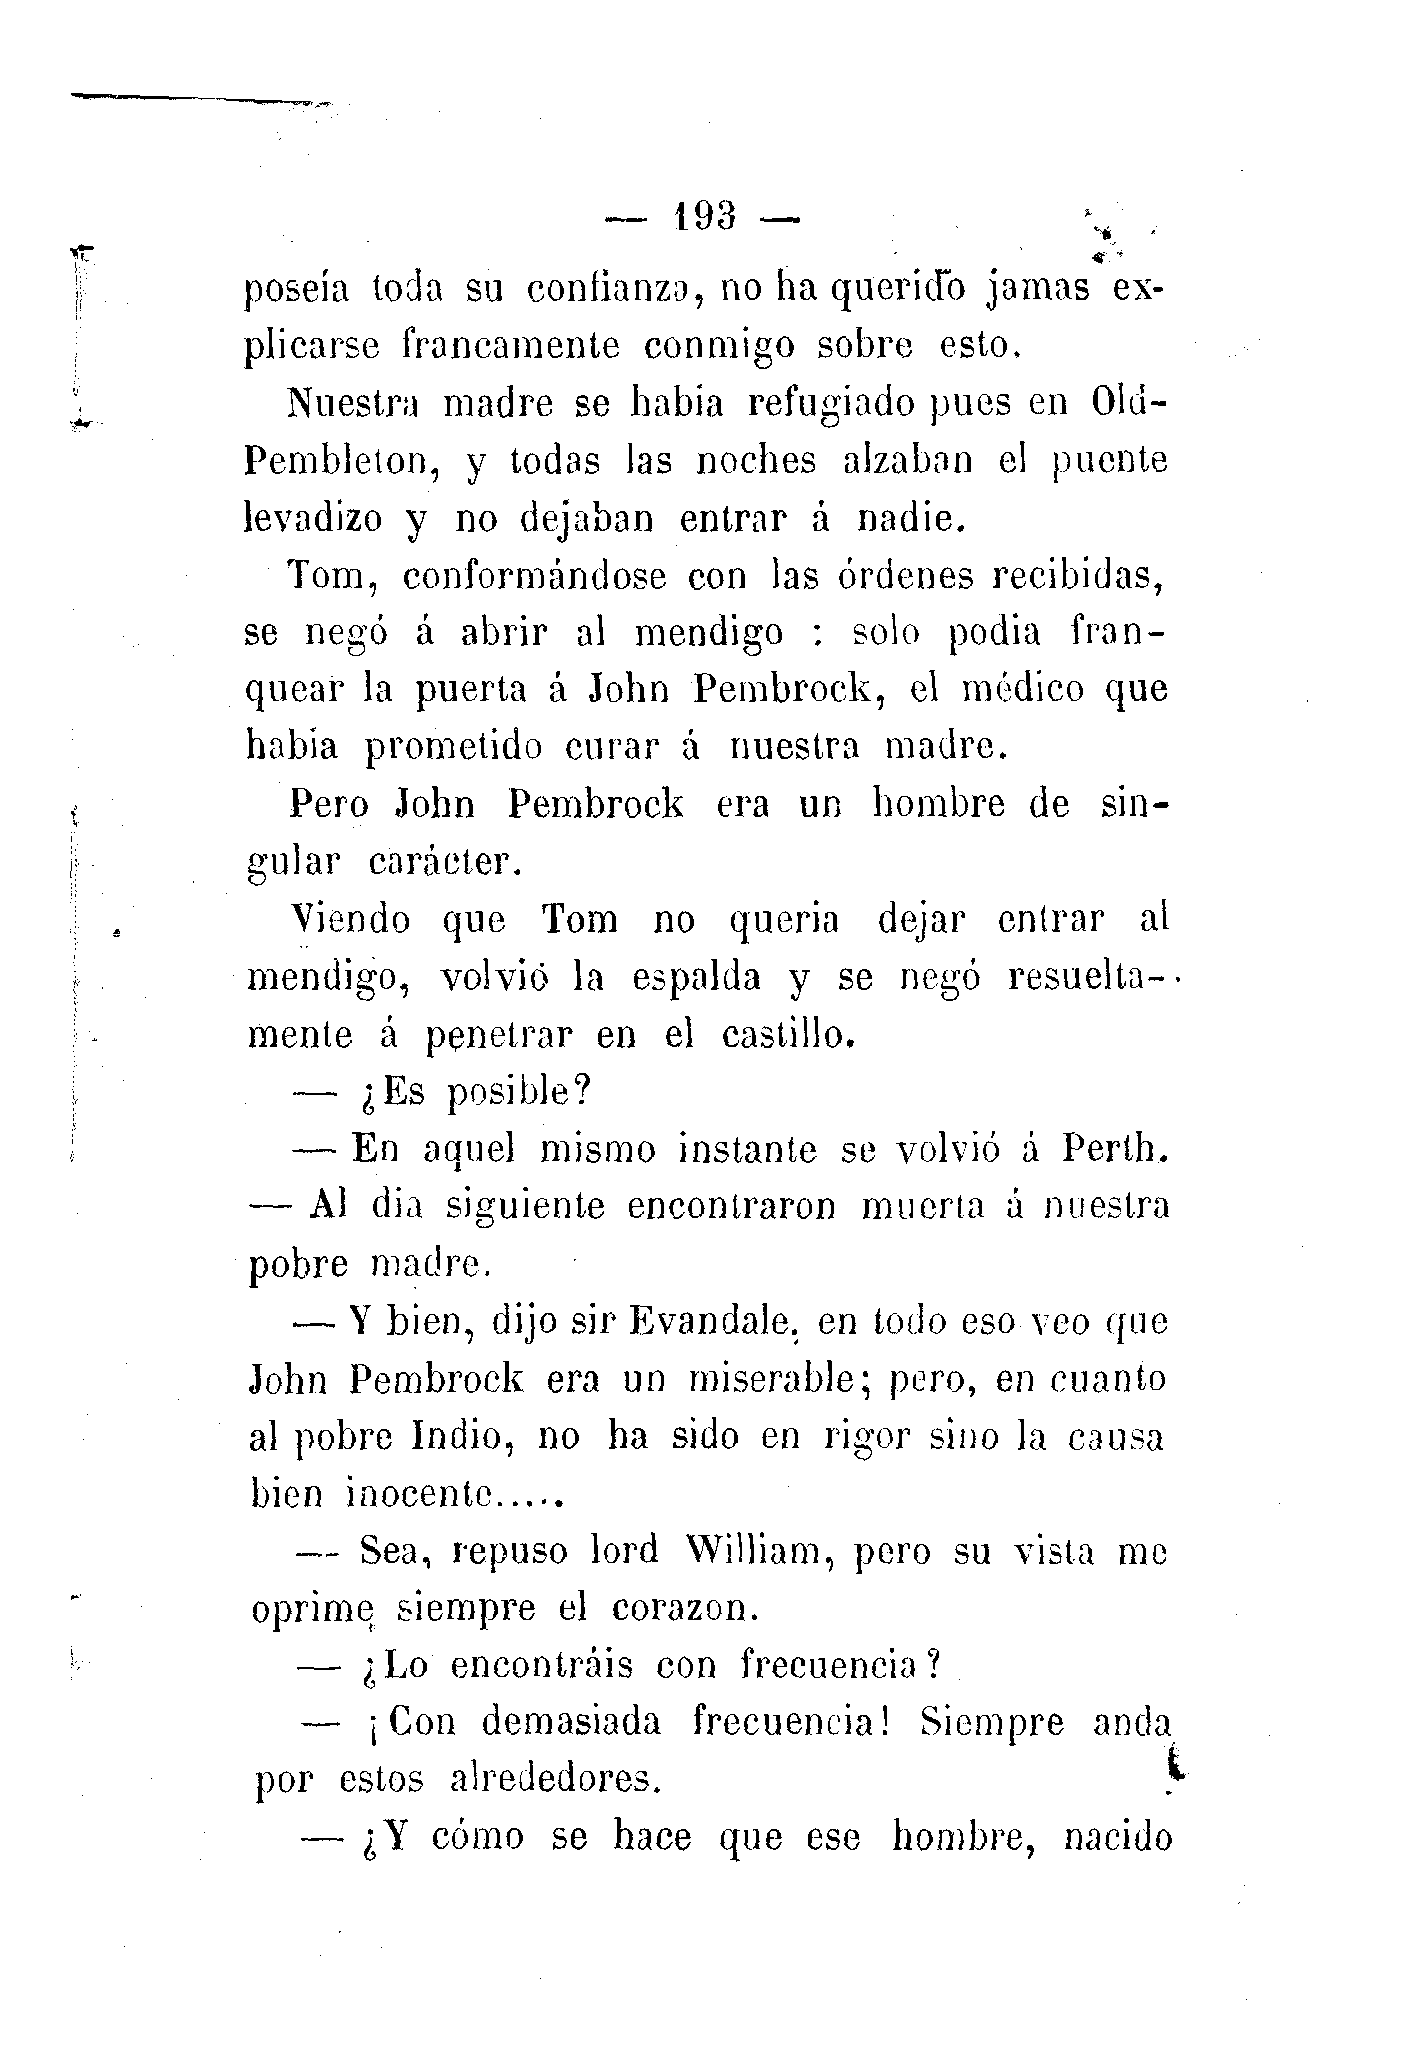 — 193 —
poseía toda su confianza, no ha querido jamas ex-
plicarse francamente conmigo sobre esto.
Nuestra madre se habia refugiado pues en Old-
Pembleton, y todas las noches alzaban el puente
levadizo y no dejaban entrar á nadie.
Tom, conformándose con las órdenes recibidas,
se negó á abrir al mendigo : solo podia fran-
quear la puerta á John Pembrock, el médico que
habia prometido curar á nuestra madre.
Pero John Pembrock era un hombre de sin-
gular carácter.
Viendo que Tom no queria dejar entrar al
mendigo, volvió la espalda y se negó resuelta-
mente á penetrar en el castillo.
— ¿Es posible?
— En aquel mismo instante se volvió á Perth.
— Al dia siguiente encontraron muerta á nuestra
pobre madre.
— Y bien, dijo sir Evandale, en todo eso veo que
John Pembrock era un miserable; pero, en cuanto
al pobre Indio, no ha sido en rigor sino la causa
bien inocente.....
— Sea, repuso lord William, pero su vista me
oprime siempre el corazon.
— ¿Lo encontráis con frecuencia?
— ¡Con demasiada frecuencia! Siempre anda
por estos alrededores.
— ¿Y cómo se hace que ese hombre, nacido